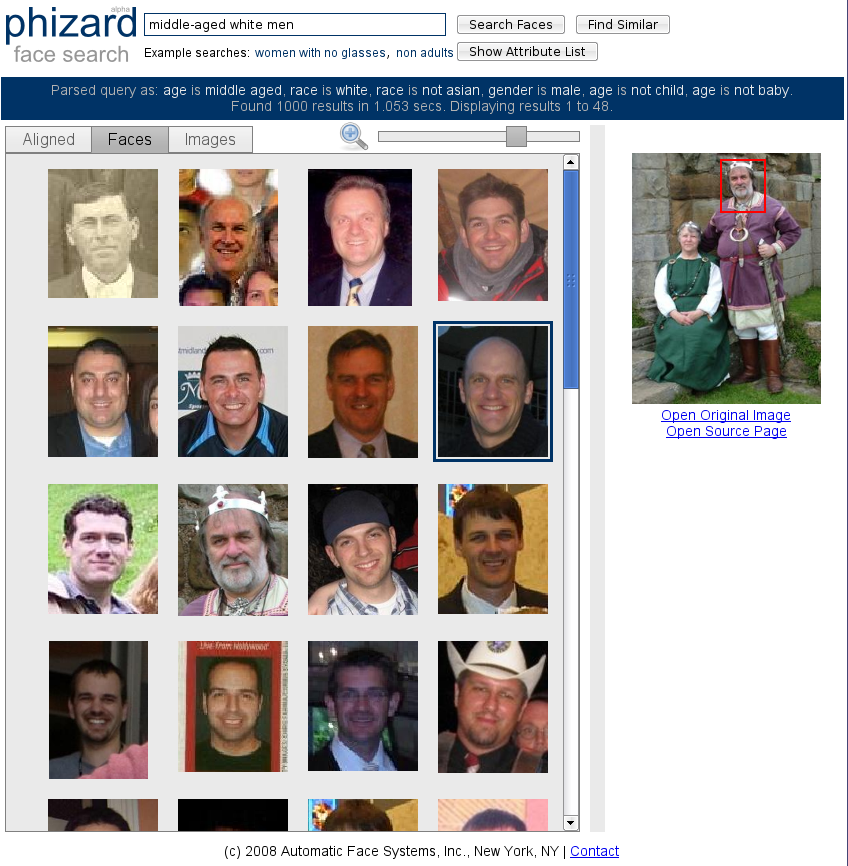 phizard alpha
face search
middle-aged white men
Search Faces
Find Similar
Example searches: women with no glasses, non adults
Show Attribute List
Parsed query as: age is middle aged, race is white, race is not asian, gender is male, age is not child, age is not baby.
Found 1000 results in 1.053 secs. Displaying results 1 to 48.
Aligned
Faces
Images
Live From Hollywood
Open Original Image
Open Source Page
(c) 2008 Automatic Face Systems, Inc., New York, NY | Contact